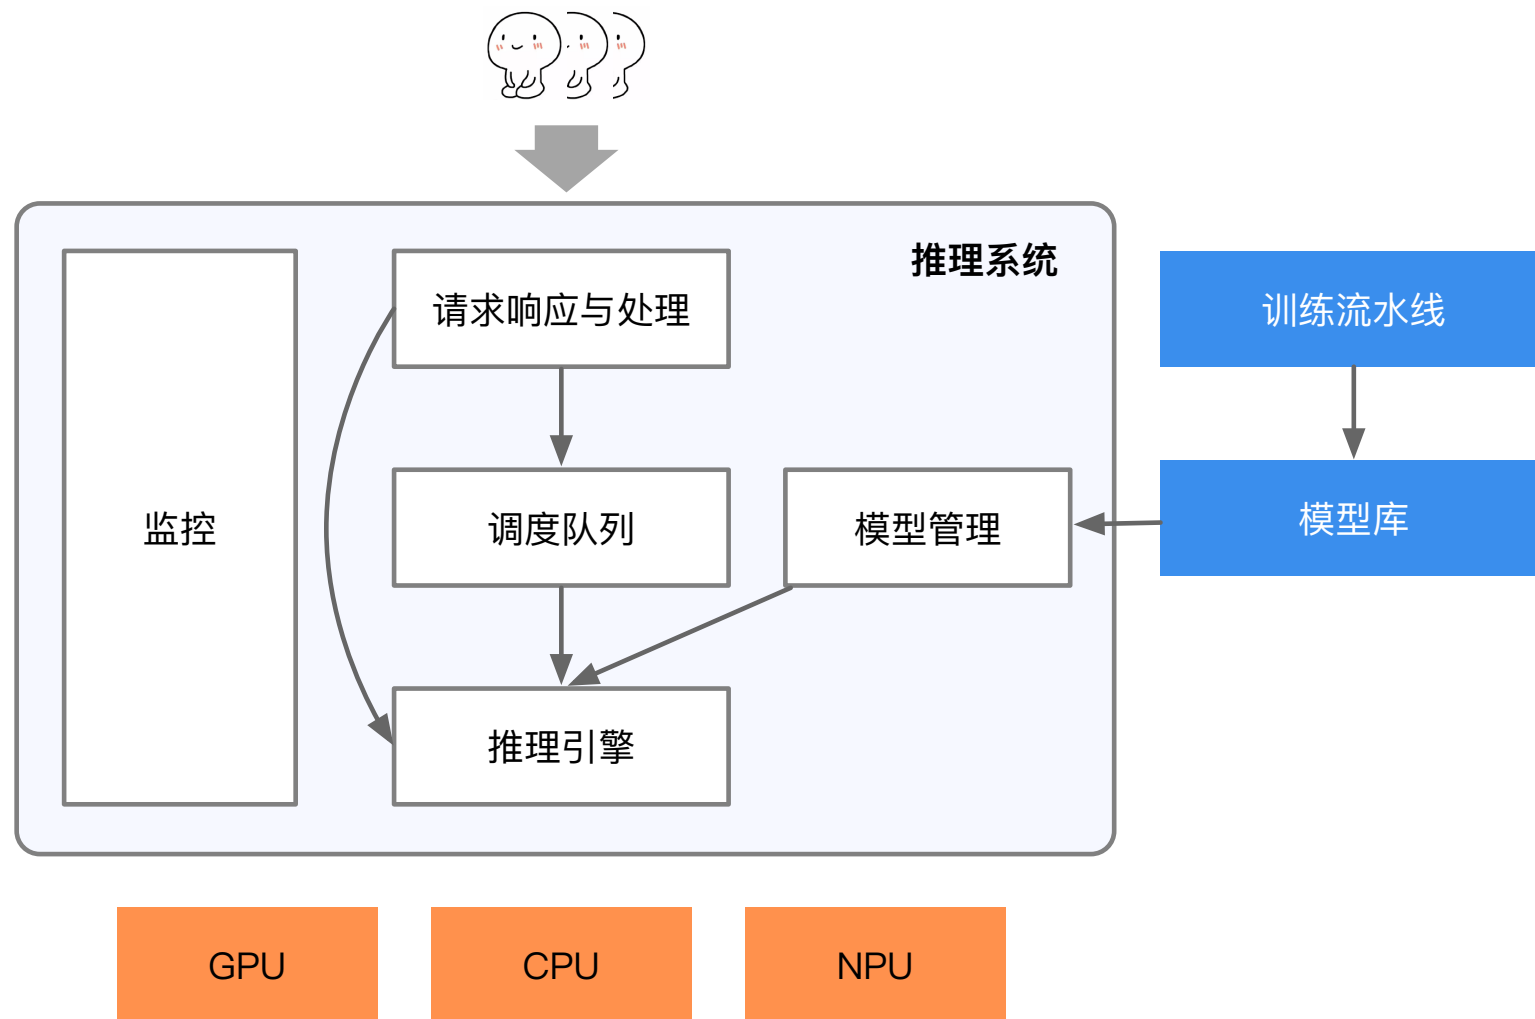 推理系统
请求响应与处理
训练流水线
监控
调度队列
模型管理
模型库
推理引擎
GPU
CPU
NPU